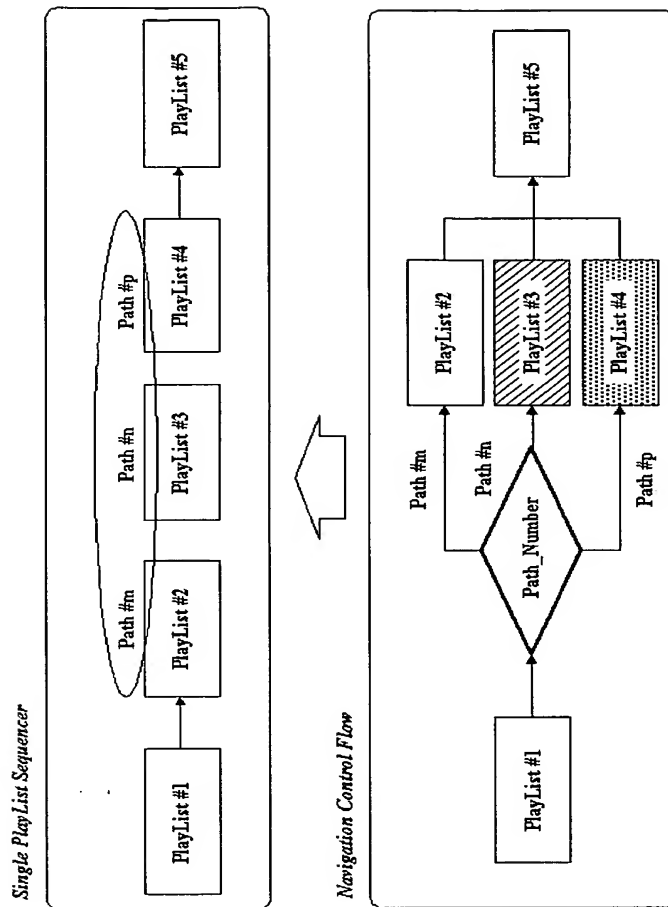 Single PlayList Sequencer
Path #m
Path #n
Path #p
PlayList #1
PlayList #2
PlayList #3
PlayList #4
PlayList #5
Navigation Control Flow
PlayList #1
Path_Number
Path #m
Path #n
Path #p
PlayList #2
PlayList #3
PlayList #4
PlayList #5